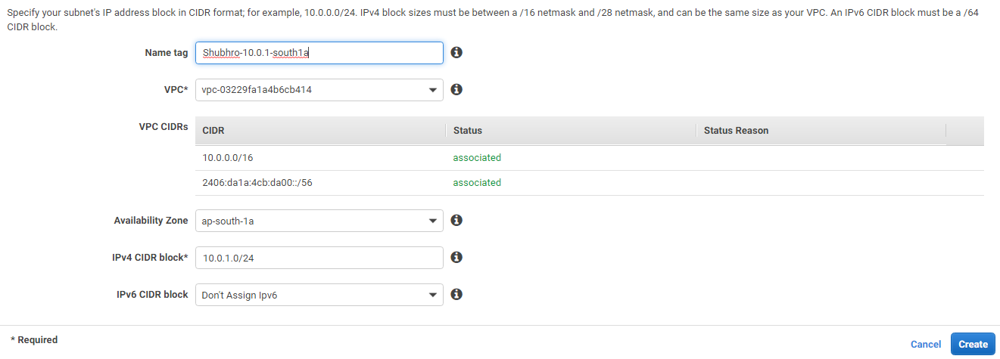 Specify your subnet's IP address block in CIDR format; for example, 10.0.0.0/24. IPv4 block sizes must be between a /16 netmask and /28 netmask, and can be the same size as your VPC. An IPv6 CIDR block must be a /64
CIDR block.
Name tag Shubhro-10.0.1-south1a
VPC* vpc-03229fa1a4b6cb414
VPC CIDRs CIDR Status Status Reason
10.0.0.0/16 associated
2406:da1a:4cb:da00::/56 associated
Availability Zone ap-south-1a
IPv4 CIDR block* 10.0.1.0/24
IPv6 CIDR block Don't Assign Ipv6
* Required Cancel Create